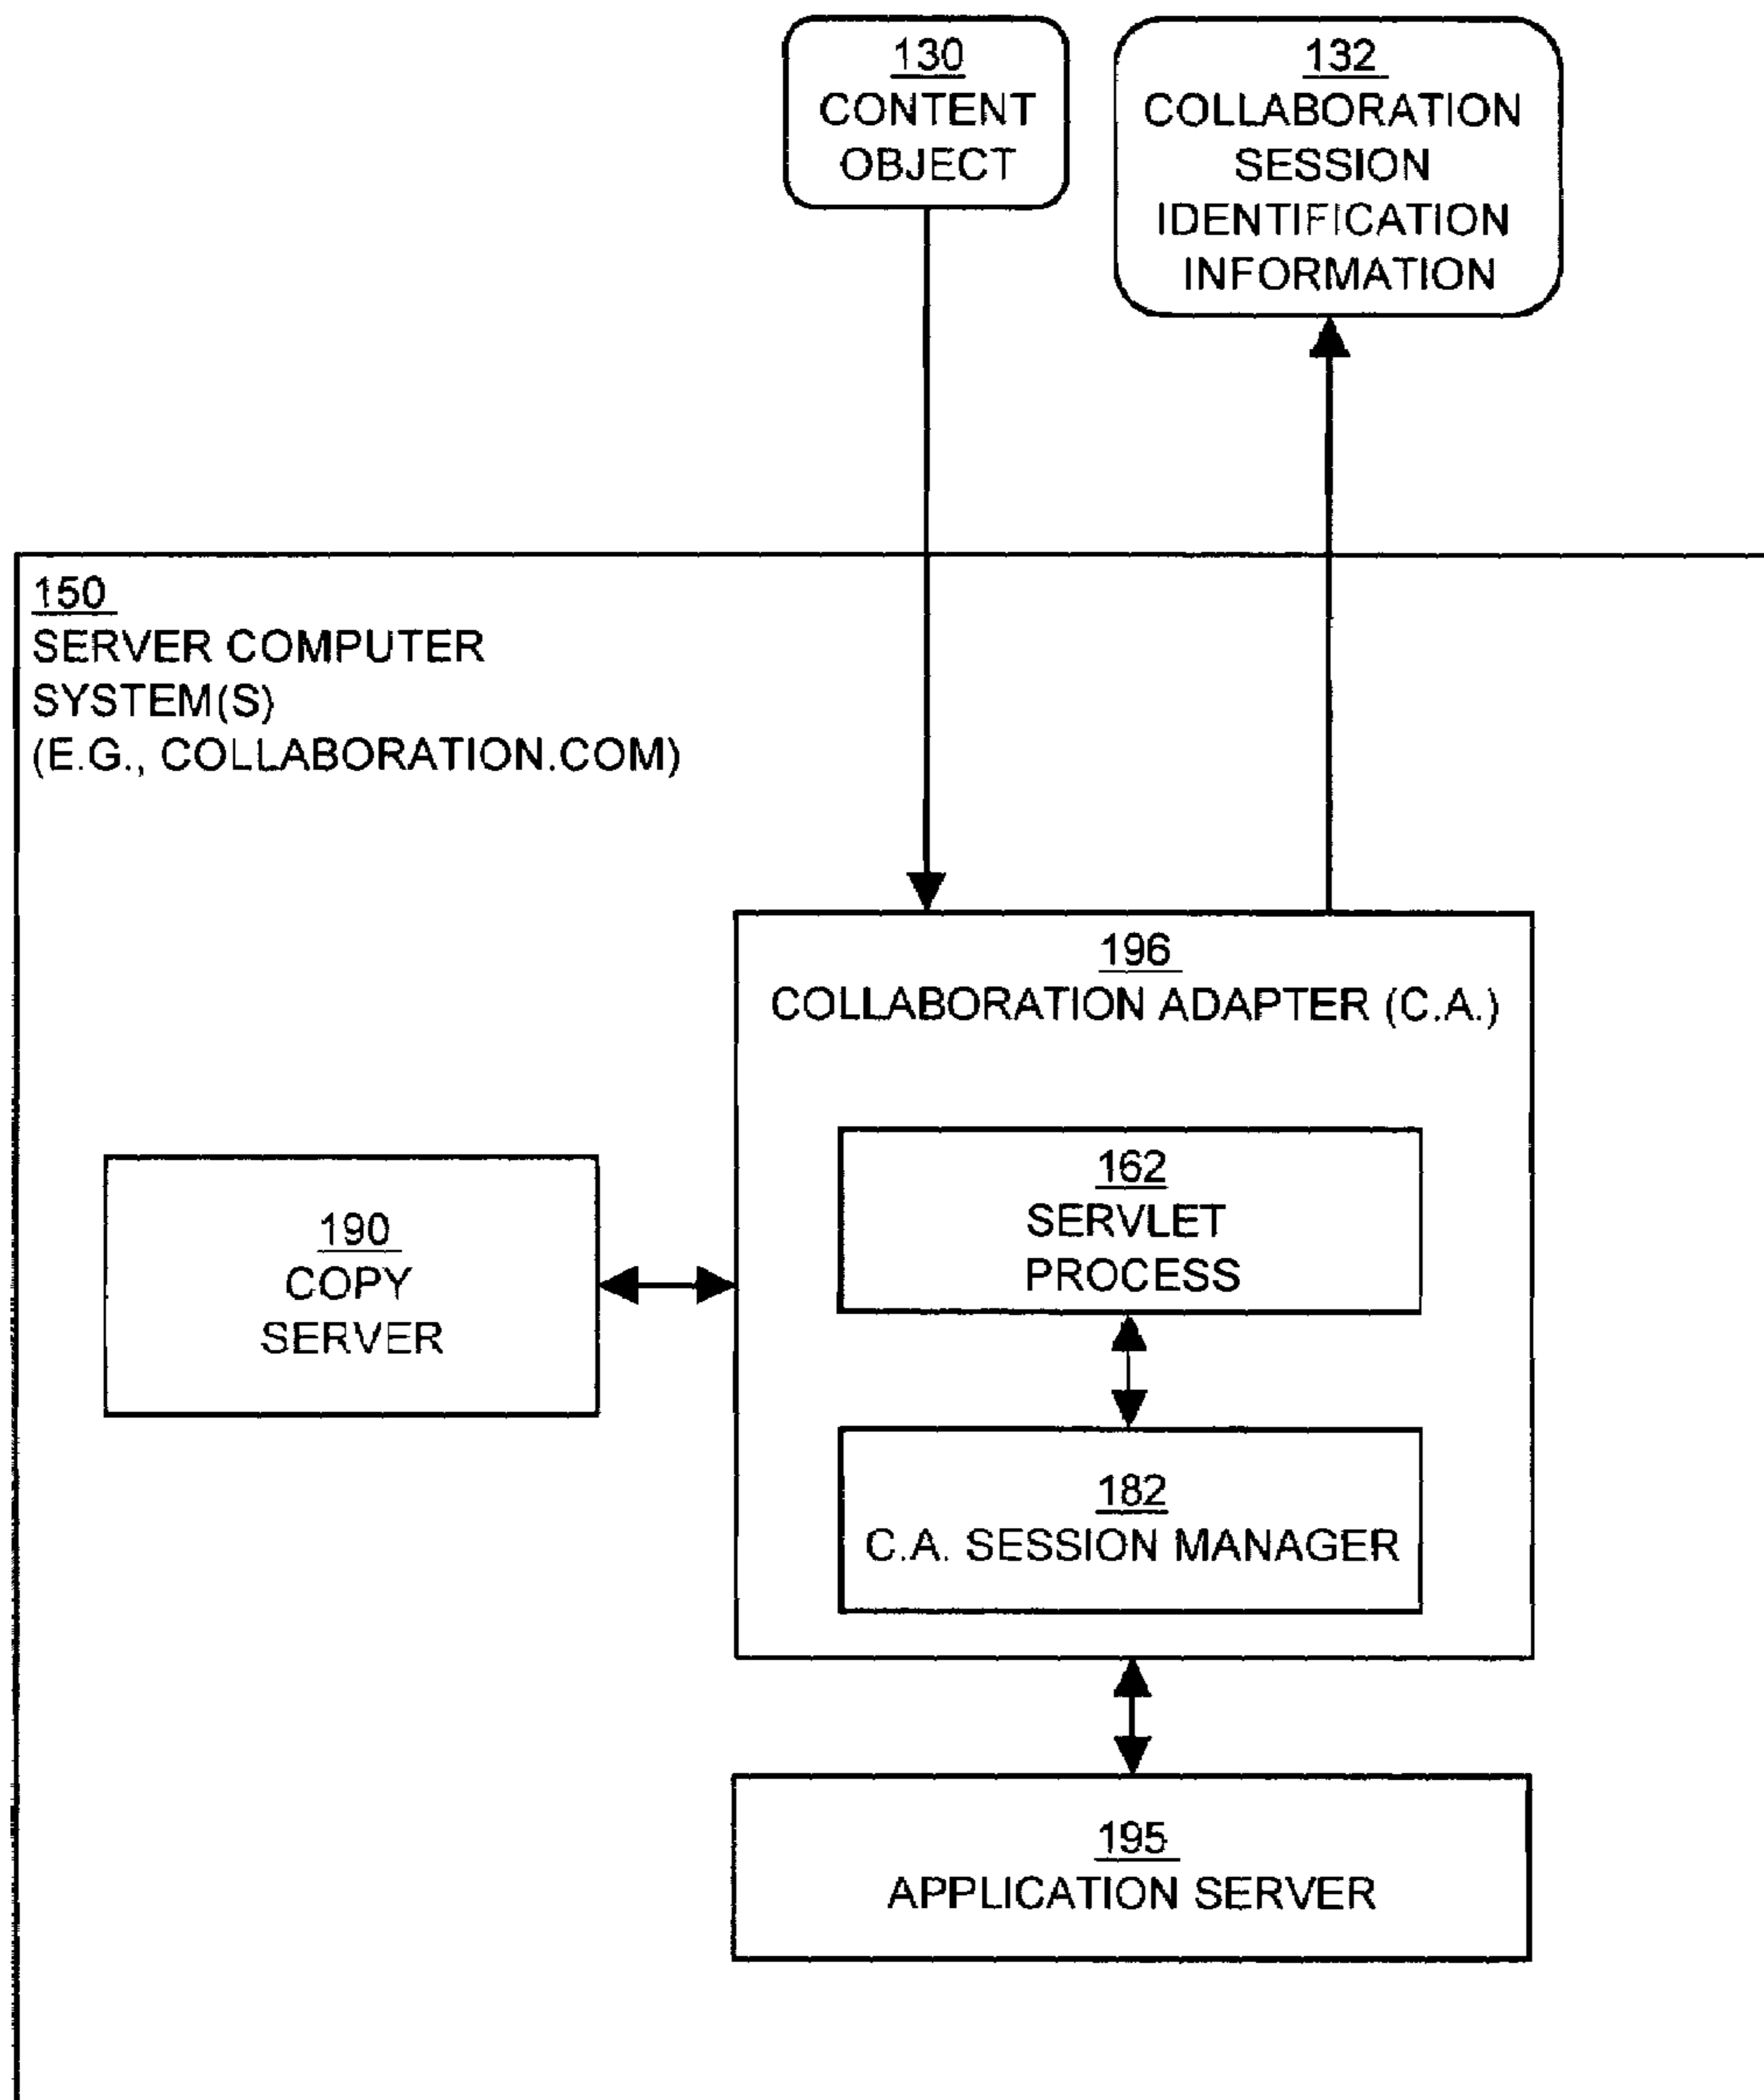 130
CONTENT
OBJECT
132
COLLABORATION
SESSION
IDENTIFICATION
INFORMATION
150
SERVER COMPUTER
SYSTEM(S)
(E.G., COLLABORATION.COM)
196
COLLABORATION ADAPTER (C.A.)
162
SERVLET
PROCESS
190
COPY
SERVER
182
C.A. SESSION MANAGER
195
APPLICATION SERVER